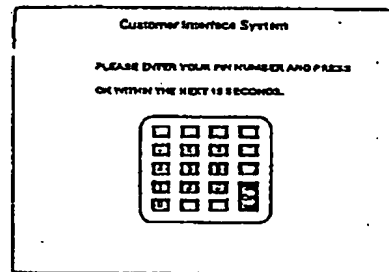 Customer Interface System
PLEASE ENTER YOUR PIN NUMBER AND PRESS
OK WITHIN THE NEXT 15 SECONDS.